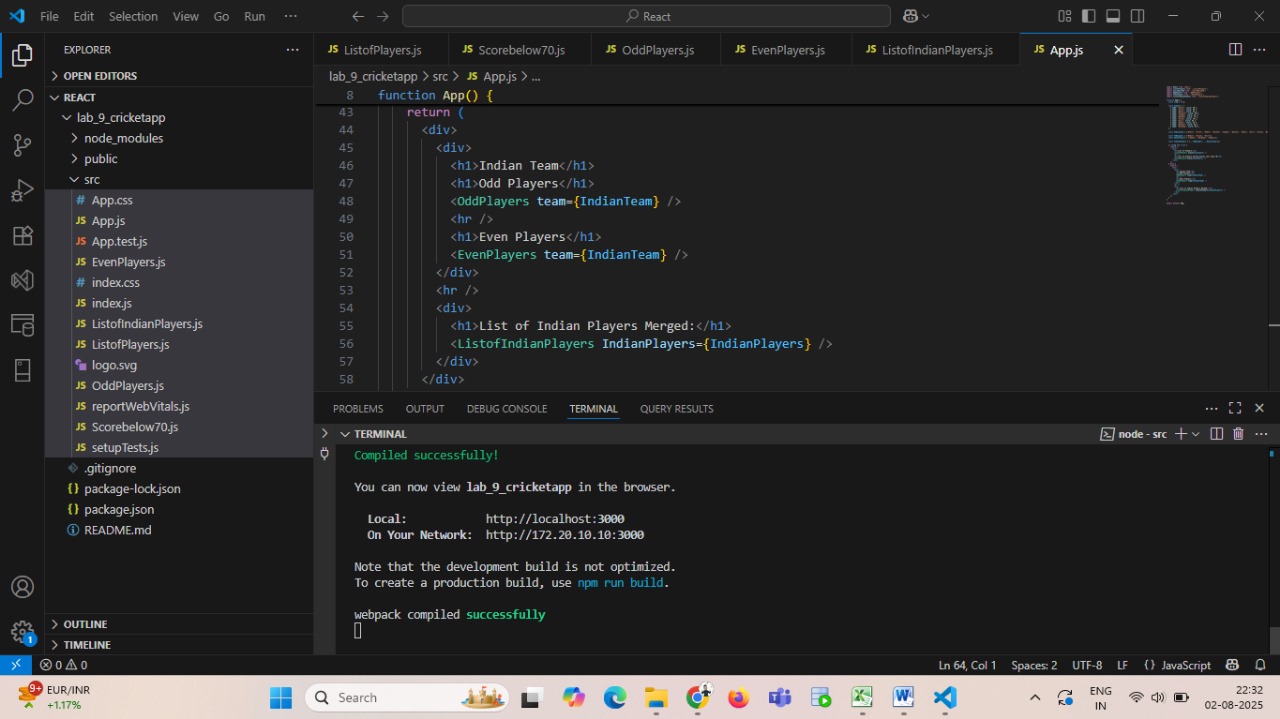 File Edit Selection View Go Run ··· React
EXPLORER ···
OPEN EDITORS
REACT
lab_9_cricketapp
node_modules
public
src
# App.css
JS App.js
JS App.test.js
JS EvenPlayers.js
# index.css
JS index.js
JS ListofIndianPlayers.js
JS ListofPlayers.js
logo.svg
JS OddPlayers.js
JS reportWebVitals.js
JS Scorebelow70.js
JS setupTests.js
.gitignore
{} package-lock.json
{} package.json
README.md
OUTLINE
TIMELINE
JS ListofPlayers.js JS Scorebelow70.js JS OddPlayers.js JS EvenPlayers.js JS ListofIndianPlayers.js JS App.js
lab_9_cricketapp > src > JS App.js > ...
8 function App() {
43 return (
44 <div>
45 <div>
46 <h1>Indian Team</h1>
47 <h1>Odd Players</h1>
48 <OddPlayers team={IndianTeam} />
49 <hr />
50 <h1>Even Players</h1>
51 <EvenPlayers team={IndianTeam} />
52 </div>
53 <hr />
54 <div>
55 <h1>List of Indian Players Merged:</h1>
56 <ListofIndianPlayers IndianPlayers={IndianPlayers} />
57 </div>
58 </div>
PROBLEMS OUTPUT DEBUG CONSOLE TERMINAL QUERY RESULTS
TERMINAL node - src
Compiled successfully!
You can now view lab_9_cricketapp in the browser.
Local: http://localhost:3000
On Your Network: http://172.20.10.10:3000
Note that the development build is not optimized.
To create a production build, use npm run build.
webpack compiled successfully
1
0 0 Ln 64, Col 1 Spaces: 2 UTF-8 LF {} JavaScript
9+ EUR/INR
+1.17%
Search
ENG
IN
22:32
02-08-2025